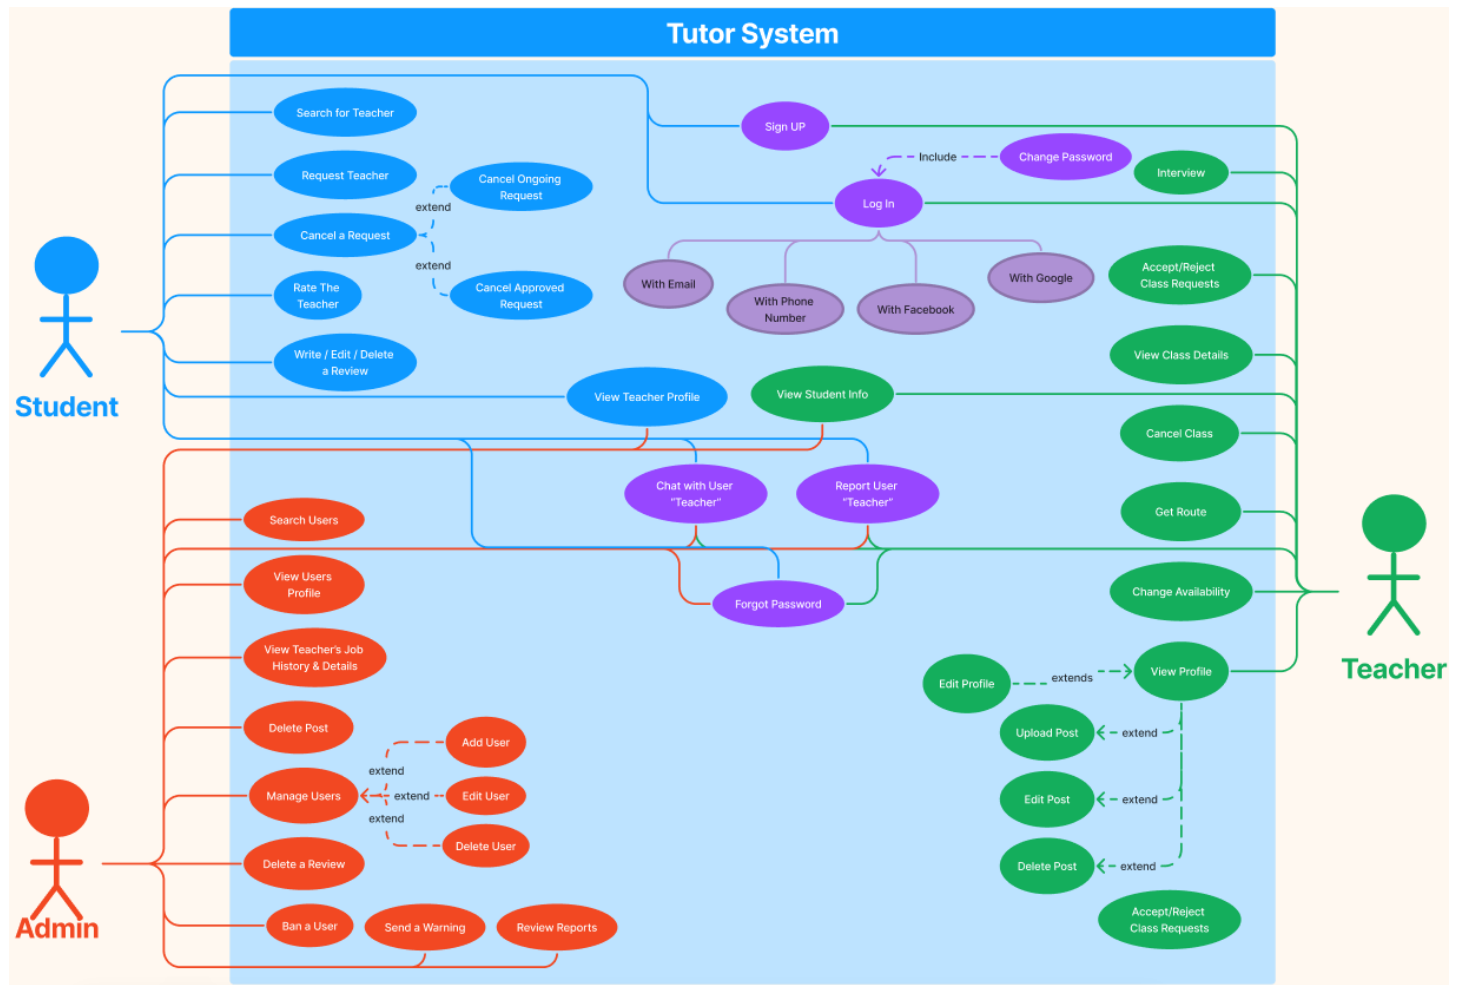 Tutor System
Search for Teacher
Sign UP
Include
Change Password
Interview
Request Teacher
Cancel Ongoing
Request
extend
Log In
Cancel a Request
extend
With Email
With Phone
Number
With Facebook
With Google
Accept/Reject
Class Requests
Rate The
Teacher
Cancel Approved
Request
Write / Edit / Delete
a Review
View Class Details
Student
View Teacher Profile
View Student Info
Cancel Class
Chat with User
"Teacher"
Report User
"Teacher"
Search Users
Get Route
View Users
Profile
Forgot Password
Change Availability
View Teacher's Job
History & Details
Edit Profile
extends
View Profile
Teacher
Delete Post
Add User
Upload Post
extend
extend
Manage Users
extend
Edit User
Edit Post
extend
extend
Delete User
Delete a Review
Delete Post
extend
Admin
Ban a User
Send a Warning
Review Reports
Accept/Reject
Class Requests